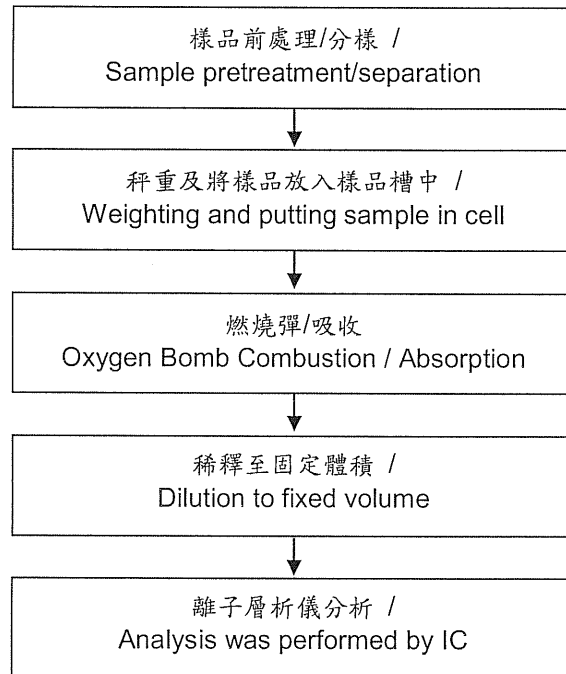 樣品前處理/分樣 /
Sample pretreatment/separation
秤重及將樣品放入樣品槽中 /
Weighting and putting sample in cell
燃燒彈/吸收
Oxygen Bomb Combustion / Absorption
稀釋至固定體積 /
Dilution to fixed volume
離子層析儀分析 /
Analysis was performed by IC